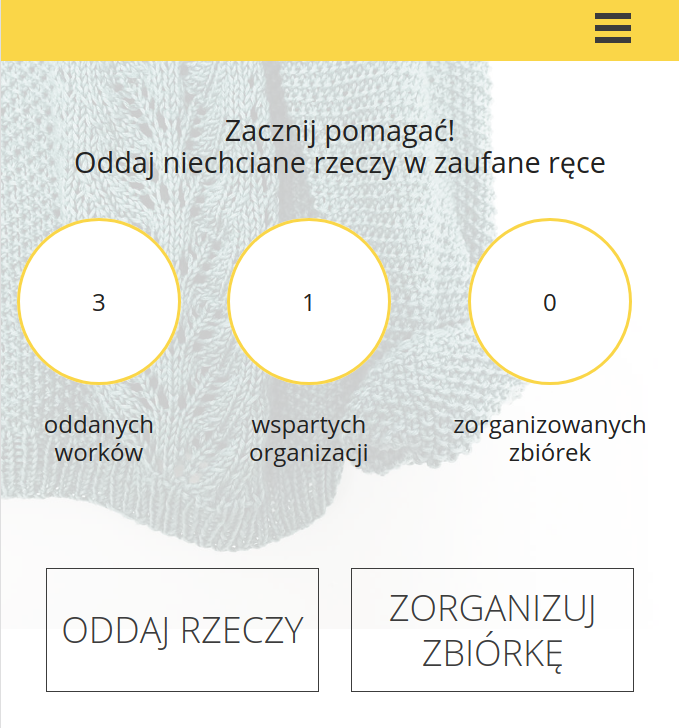 Zacznij pomagać!
Oddaj niechciane rzeczy w zaufane ręce
3
1
0
oddanych
worków
wspartych
organizacji
zorganizowanych
zbiórek
ODDAJ RZECZY
ZORGANIZUJ
ZBIÓRKĘ